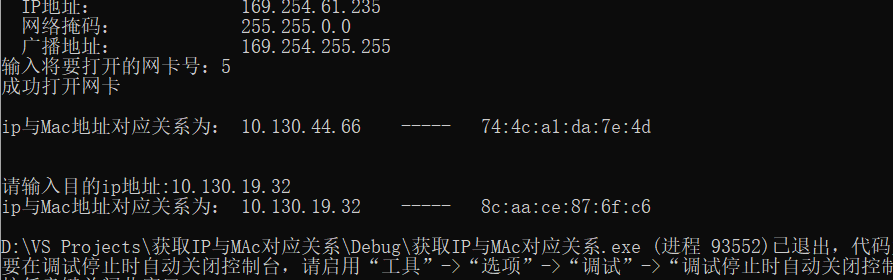 IP地址: 169.254.61.235
网络掩码: 255.255.0.0
广播地址: 169.254.255.255
输入将要打开的网卡号：5
成功打开网卡
ip与Mac地址对应关系为： 10.130.44.66 ----- 74:4c:a1:da:7e:4d
请输入目的ip地址:10.130.19.32
ip与Mac地址对应关系为： 10.130.19.32 ----- 8c:aa:ce:87:6f:c6
D:\VS Projects\获取IP与MAc对应关系\Debug\获取IP与MAc对应关系.exe (进程 93552)已退出，代码
要在调试停止时自动关闭控制台，请启用“工具”->“选项”->“调试”->“调试停止时自动关闭控